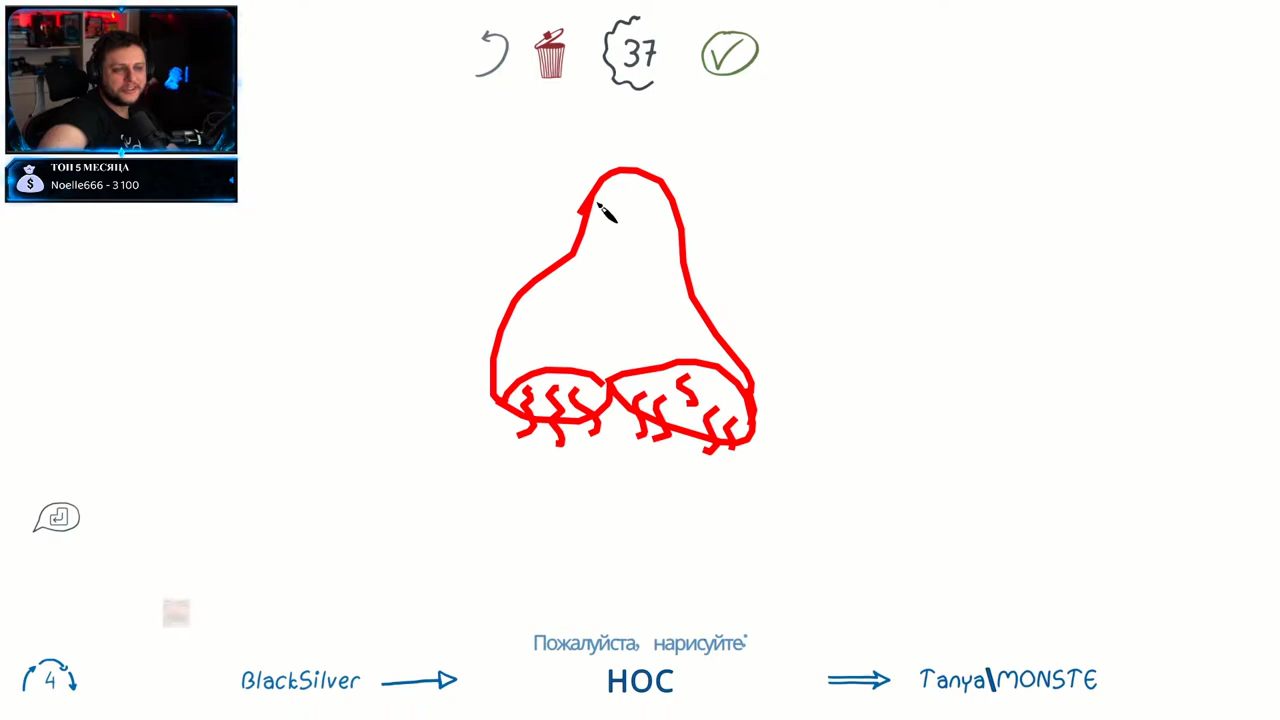 37
ТОП 5 МЕСЯЦА
Noelle666 - 3 100
Пожалуйста, нарисуйте:
4 BlackSilver НОС Tanya\MONSTE